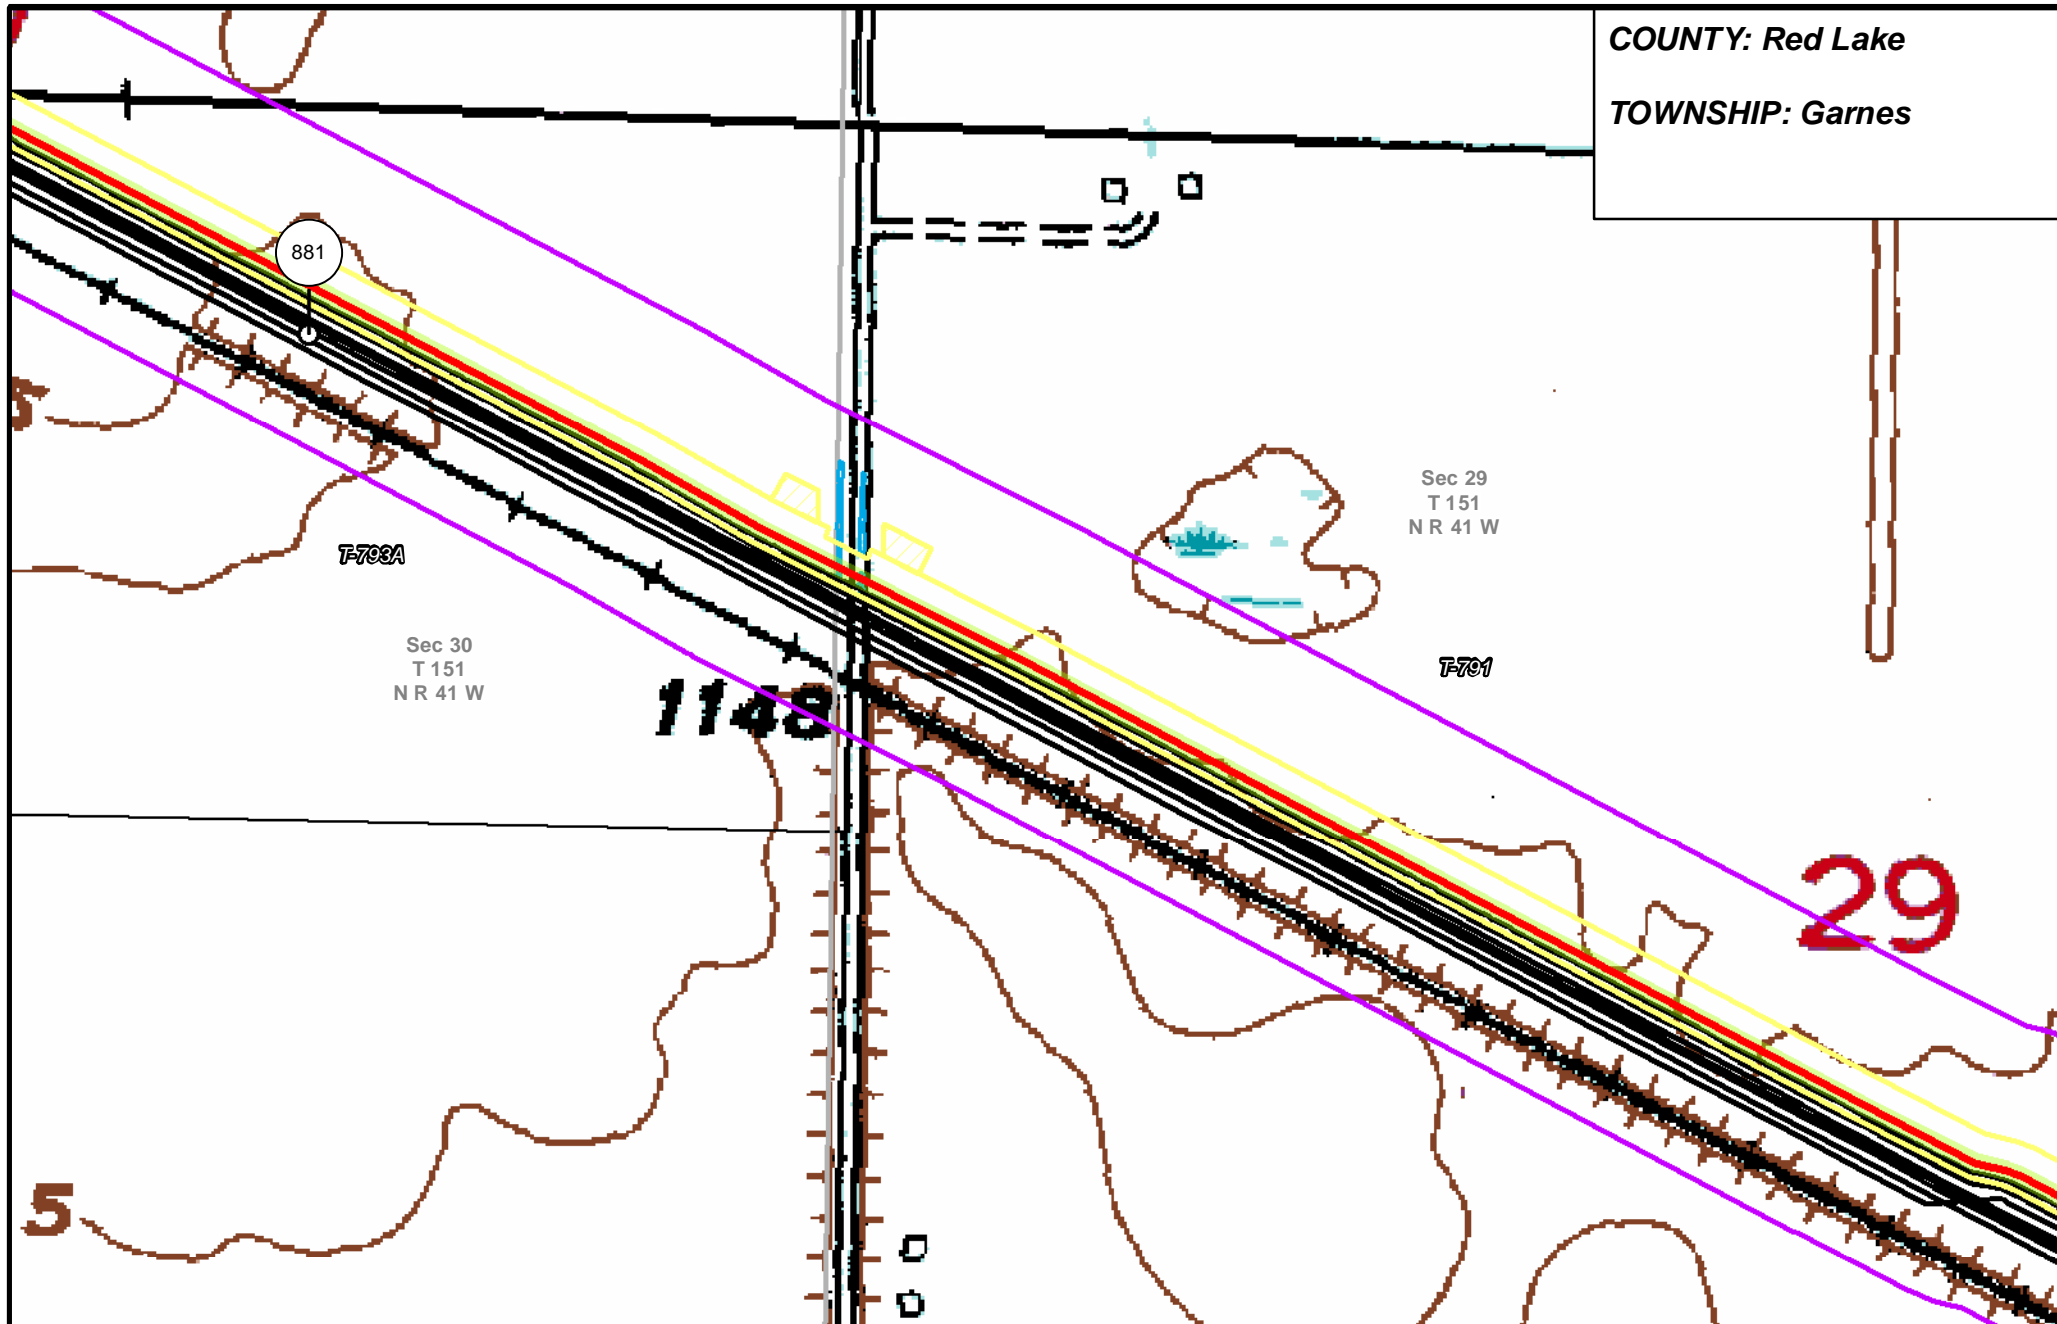 COUNTY: Red Lake
TOWNSHIP: Garnes
881
Sec 29
T 151
N R 41 W
5
T-793A
Sec 30
T 151
N R 41 W
T-791
1148
29
5